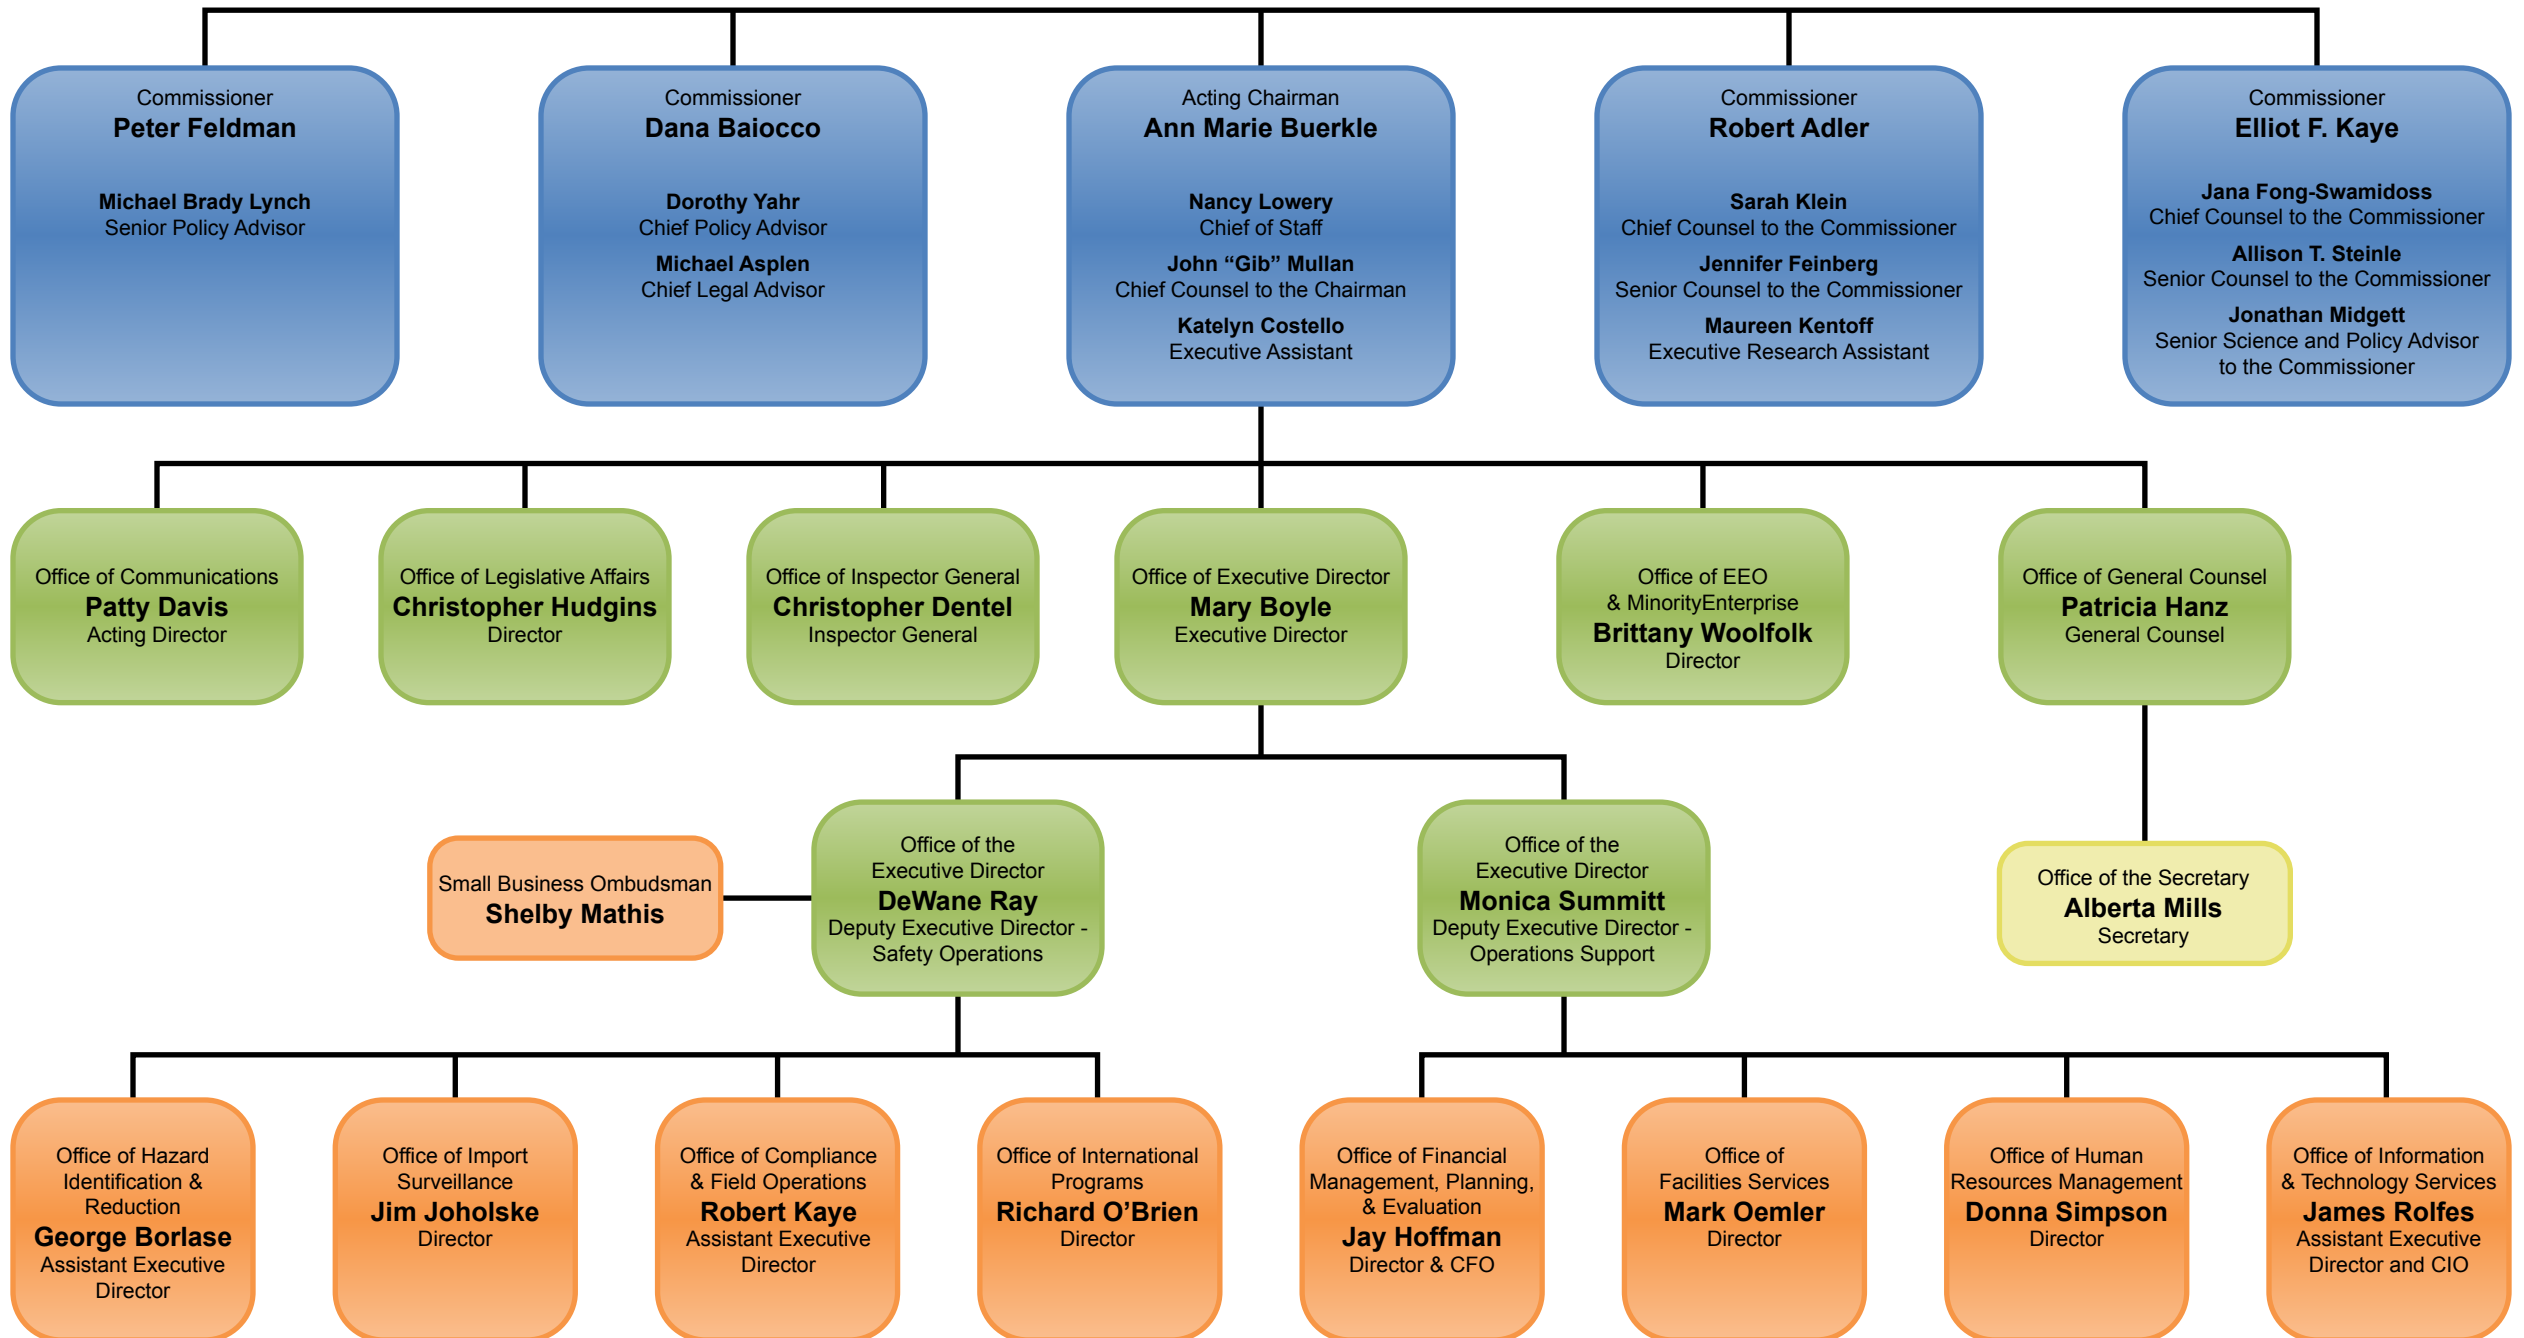 Commissioner
Peter Feldman
Michael Brady Lynch
Senior Policy Advisor
Commissioner
Dana Baiocco
Dorothy Yahr
Chief Policy Advisor
Michael Asplen
Chief Legal Advisor
Acting Chairman
Ann Marie Buerkle
Nancy Lowery
Chief of Staff
John “Gib” Mullan
Chief Counsel to the Chairman
Katelyn Costello
Executive Assistant
Commissioner
Robert Adler
Sarah Klein
Chief Counsel to the Commissioner
Jennifer Feinberg
Senior Counsel to the Commissioner
Maureen Kentoff
Executive Research Assistant
Commissioner
Elliot F. Kaye
Jana Fong-Swamidoss
Chief Counsel to the Commissioner
Allison T. Steinle
Senior Counsel to the Commissioner
Jonathan Midgett
Senior Science and Policy Advisor
to the Commissioner
Office of Communications
Patty Davis
Acting Director
Office of Legislative Affairs
Christopher Hudgins
Director
Office of Inspector General
Christopher Dentel
Inspector General
Office of Executive Director
Mary Boyle
Executive Director
Office of EEO
& MinorityEnterprise
Brittany Woolfolk
Director
Office of General Counsel
Patricia Hanz
General Counsel
Small Business Ombudsman
Shelby Mathis
Office of the
Executive Director
DeWane Ray
Deputy Executive Director -
Safety Operations
Office of the
Executive Director
Monica Summitt
Deputy Executive Director -
Operations Support
Office of the Secretary
Alberta Mills
Secretary
Office of Hazard
Identification &
Reduction
George Borlase
Assistant Executive
Director
Office of Import
Surveillance
Jim Joholske
Director
Office of Compliance
& Field Operations
Robert Kaye
Assistant Executive
Director
Office of International
Programs
Richard O’Brien
Director
Office of Financial
Management, Planning,
& Evaluation
Jay Hoffman
Director & CFO
Office of
Facilities Services
Mark Oemler
Director
Office of Human
Resources Management
Donna Simpson
Director
Office of Information
& Technology Services
James Rolfes
Assistant Executive
Director and CIO